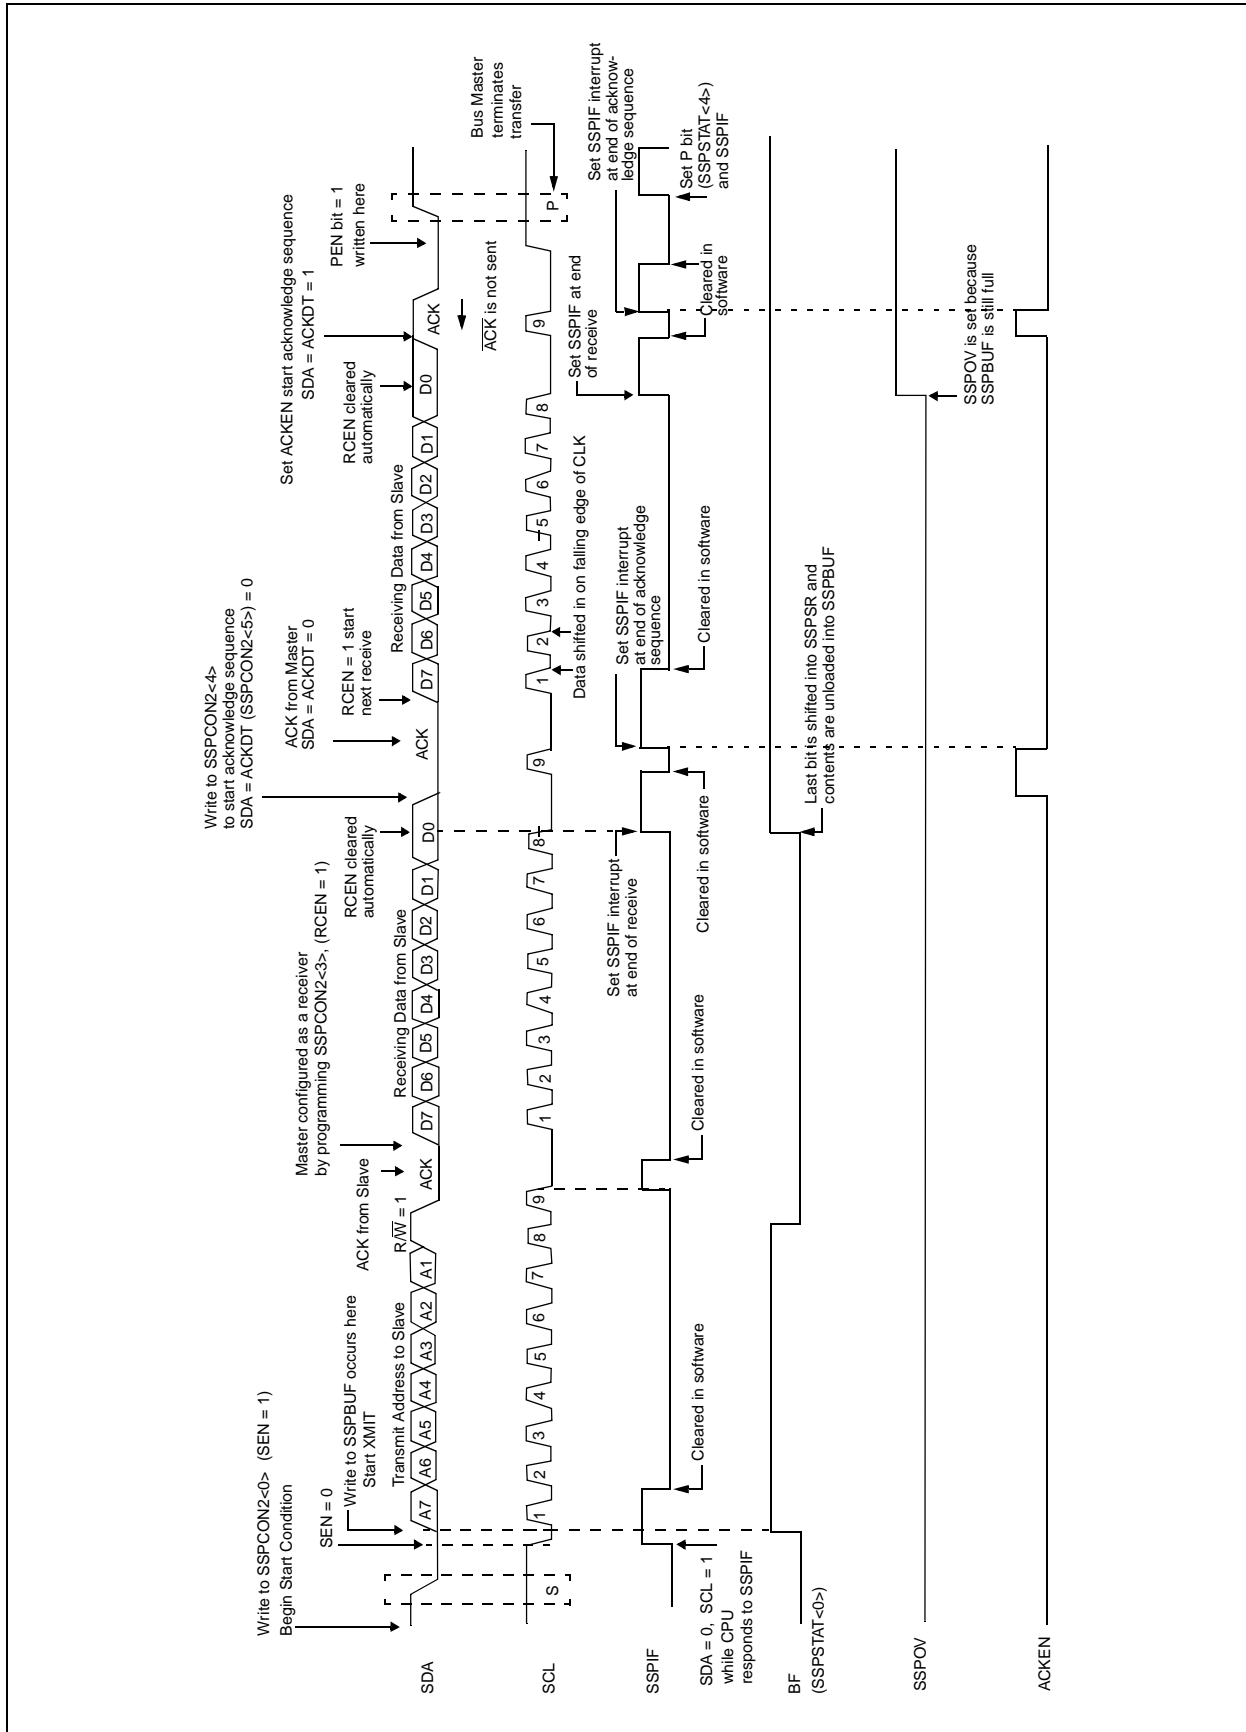 Write to SSPCON2<0> (SEN = 1)
Begin Start Condition
SEN = 0
Write to SSPBUF occurs here
Start XMIT
Transmit Address to Slave
ACK from Slave
R/W = 1
Master configured as a receiver
by programming SSPCON2<3>, (RCEN = 1)
Receiving Data from Slave
RCEN cleared
automatically
Write to SSPCON2<4>
to start acknowledge sequence
SDA = ACKDT (SSPCON2<5>) = 0
ACK from Master
SDA = ACKDT = 0
RCEN = 1 start
next receive
Receiving Data from Slave
RCEN cleared
automatically
Set ACKEN start acknowledge sequence
SDA = ACKDT = 1
PEN bit = 1
written here
SDA
A7 A6 A5 A4 A3 A2 A1 ACK D7 D6 D5 D4 D3 D2 D1 D0 ACK D7 D6 D5 D4 D3 D2 D1 D0 ACK
ACK is not sent
Bus Master
terminates
transfer
SCL
S 1 2 3 4 5 6 7 8 9 1 2 3 4 5 6 7 8 9 1 2 3 4 5 6 7 8 9 P
Data shifted in on falling edge of CLK
Set SSPIF interrupt
at end of receive
Set SSPIF interrupt
at end of acknowledge
sequence
Set SSPIF at end
of receive
Set SSPIF interrupt
at end of acknow-
ledge sequence
SSPIF
SDA = 0, SCL = 1
while CPU
responds to SSPIF
Cleared in software
Cleared in software
Cleared in software
Cleared in software
Cleared in software
Cleared in
software
Set P bit
(SSPSTAT<4>)
and SSPIF
BF
(SSPSTAT<0>)
Last bit is shifted into SSPSR and
contents are unloaded into SSPBUF
SSPOV
SSPOV is set because
SSPBUF is still full
ACKEN